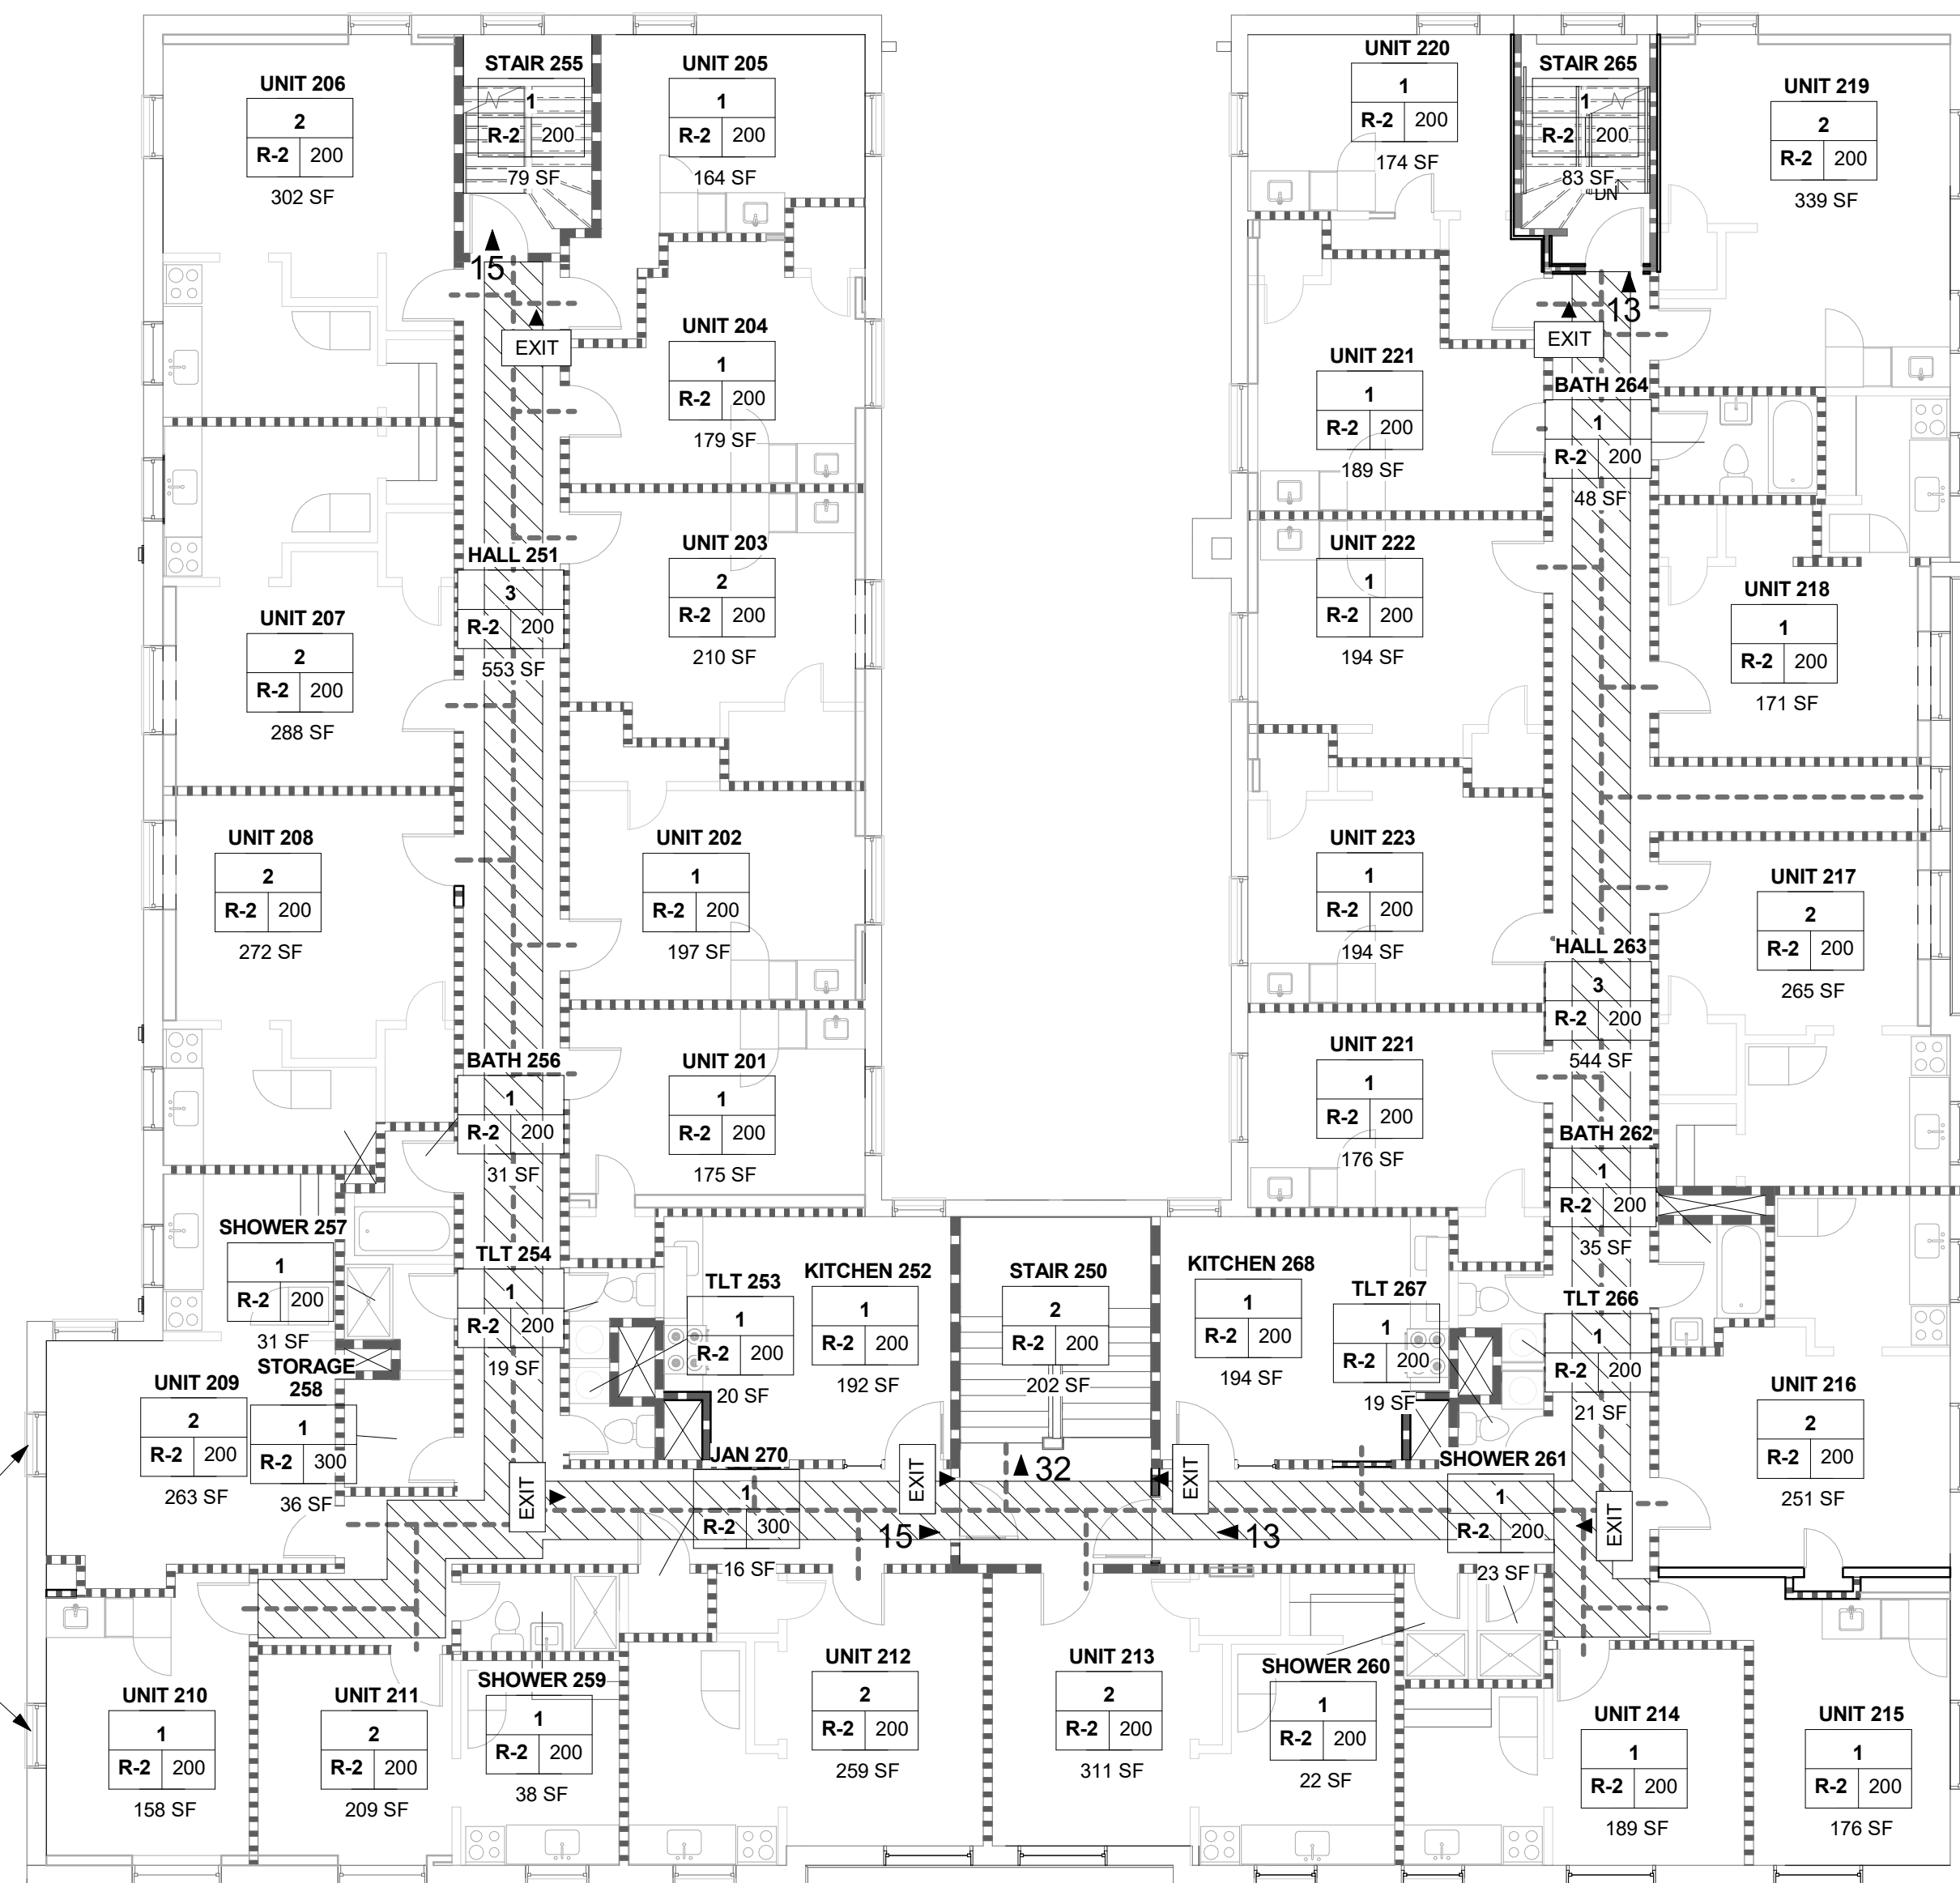 UNIT 206
2
R-2 200
302 SF
STAIR 255
1
R-2 200
79 SF
UNIT 205
1
R-2 200
164 SF
UNIT 220
1
R-2 200
174 SF
STAIR 265
1
R-2 200
83 SF
DN
UNIT 219
2
R-2 200
339 SF
15
EXIT
UNIT 204
1
R-2 200
179 SF
13
EXIT
UNIT 221
1
R-2 200
189 SF
BATH 264
1
R-2 200
48 SF
HALL 251
3
R-2 200
553 SF
UNIT 203
2
R-2 200
210 SF
UNIT 222
1
R-2 200
194 SF
UNIT 207
2
R-2 200
288 SF
UNIT 218
1
R-2 200
171 SF
UNIT 208
2
R-2 200
272 SF
UNIT 202
1
R-2 200
197 SF
UNIT 223
1
R-2 200
194 SF
UNIT 217
2
R-2 200
265 SF
HALL 263
3
R-2 200
544 SF
BATH 256
1
R-2 200
31 SF
UNIT 201
1
R-2 200
175 SF
UNIT 221
1
R-2 200
176 SF
BATH 262
1
R-2 200
35 SF
SHOWER 257
1
R-2 200
31 SF
TLT 254
1
R-2 200
19 SF
TLT 253
1
R-2 200
20 SF
KITCHEN 252
1
R-2 200
192 SF
STAIR 250
2
R-2 200
202 SF
KITCHEN 268
1
R-2 200
194 SF
TLT 267
1
R-2 200
19 SF
TLT 266
1
R-2 200
21 SF
UNIT 209
2
R-2 200
263 SF
STORAGE
258
1
R-2 300
36 SF
UNIT 216
2
R-2 200
251 SF
EXIT
JAN 270
1
R-2 300
16 SF
EXIT
32
EXIT
15
13
SHOWER 261
1
R-2 200
23 SF
EXIT
UNIT 210
1
R-2 200
158 SF
UNIT 211
2
R-2 200
209 SF
SHOWER 259
1
R-2 200
38 SF
UNIT 212
2
R-2 200
259 SF
UNIT 213
2
R-2 200
311 SF
SHOWER 260
1
R-2 200
22 SF
UNIT 214
1
R-2 200
189 SF
UNIT 215
1
R-2 200
176 SF